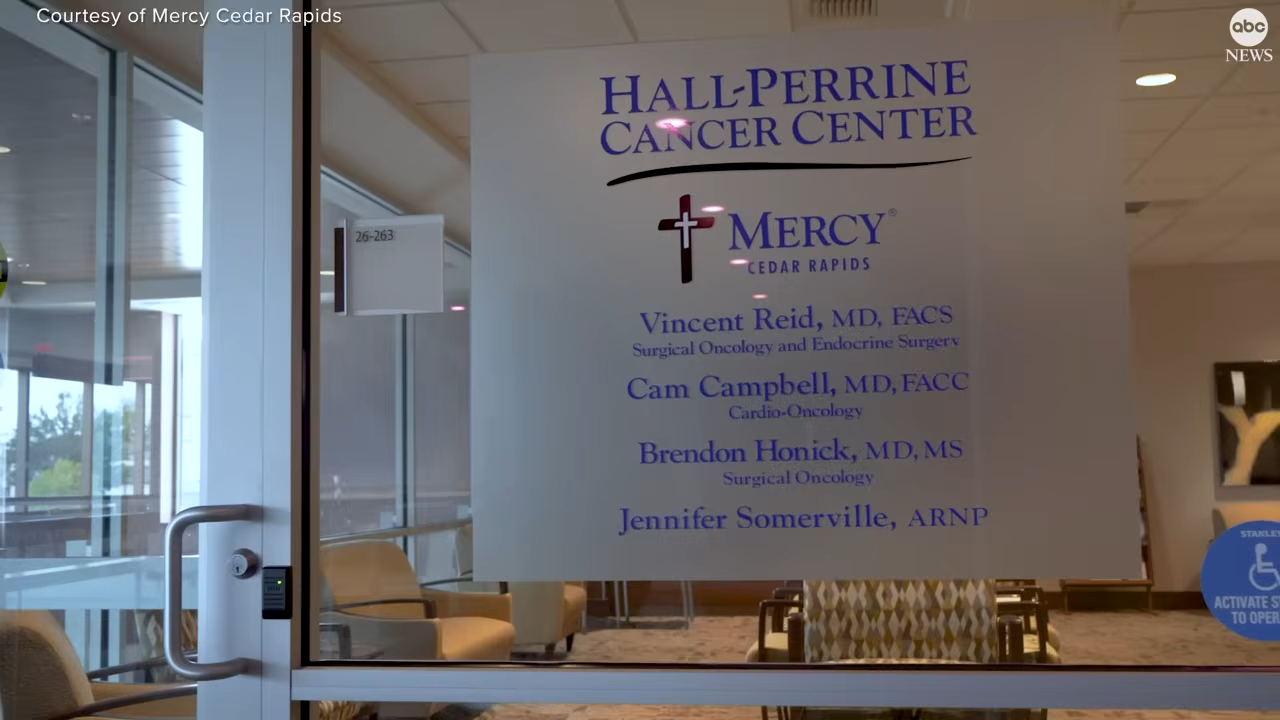 Courtesy of Mercy Cedar Rapids
abc
NEWS
HALL-PERRINE
CANCER CENTER
MERCY®
CEDAR RAPIDS
26-263
Vincent Reid, MD, FACS
Surgical Oncology and Endocrine Surgery
Cam Campbell, MD, FACC
Cardio-Oncology
Brendon Honick, MD, MS
Surgical Oncology
Jennifer Somerville, ARNP
STANLEY
ACTIVATE
TO OPER